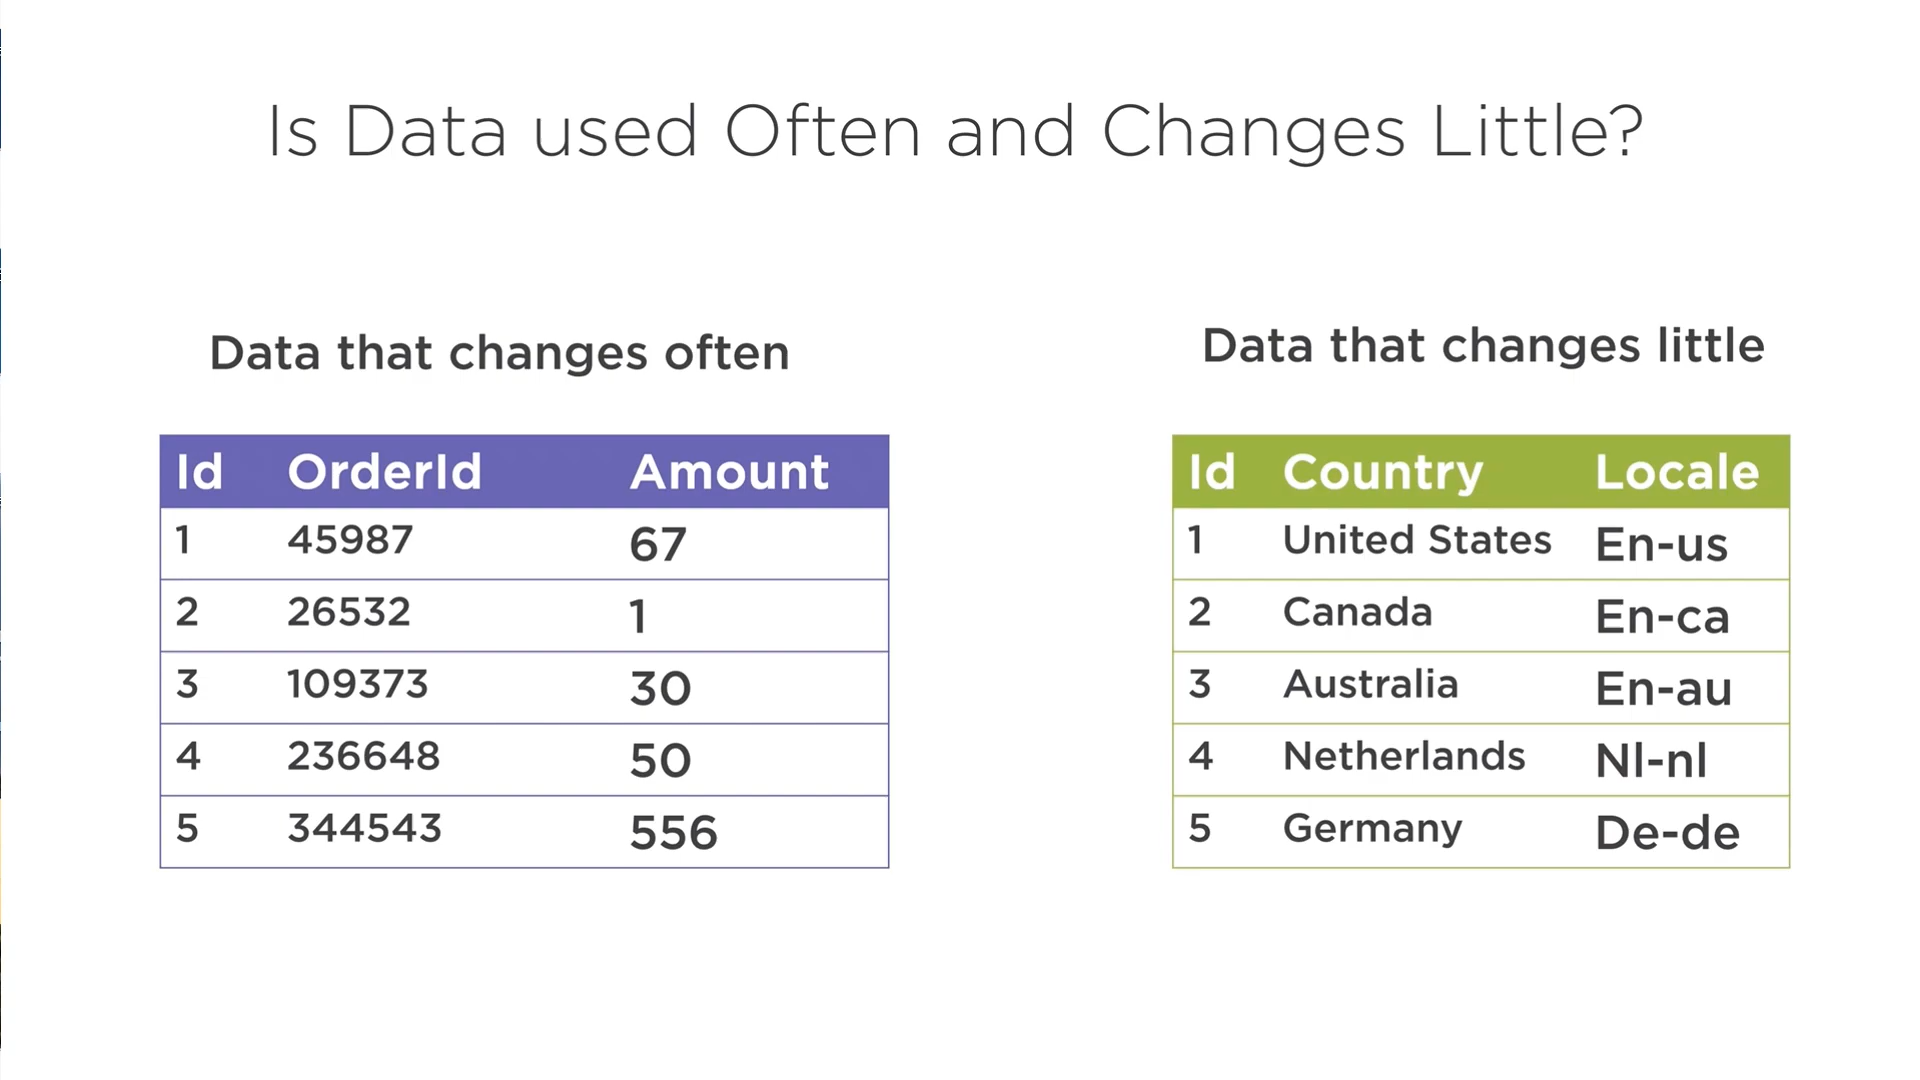 Is Data used Often and Changes Little?
Data that changes often
Id OrderId Amount
1 45987 67
2 26532 1
3 109373 30
4 236648 50
5 344543 556
Data that changes little
Id Country Locale
1 United States En-us
2 Canada En-ca
3 Australia En-au
4 Netherlands Nl-nl
5 Germany De-de